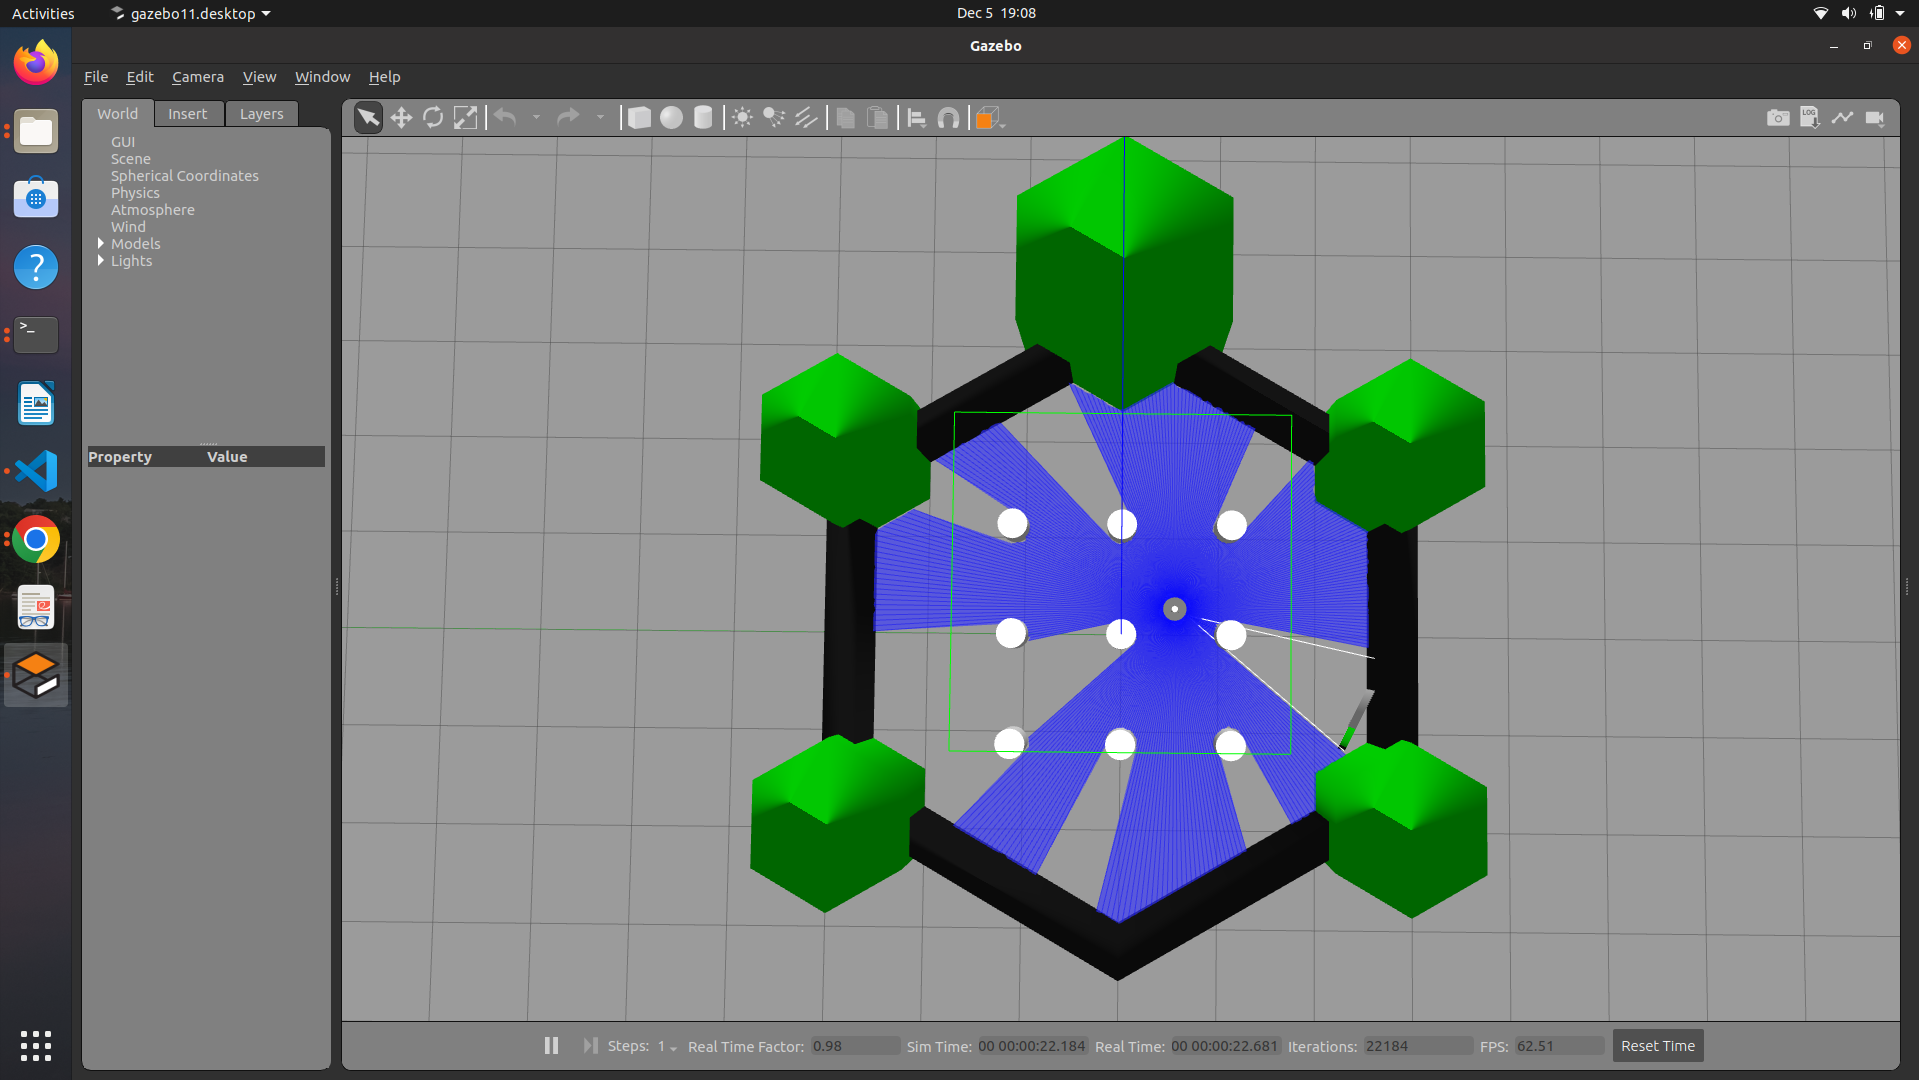 Activities gazebo11.desktop Dec 5 19:08
Gazebo
File Edit Camera View Window Help
World Insert Layers
LOG
GUI
Scene
Spherical Coordinates
Physics
Atmosphere
Wind
Models
Lights
Property Value
>_
?
Steps: 1 Real Time Factor: 0.98 Sim Time: 00 00:00:22.184 Real Time: 00 00:00:22.681 Iterations: 22184 FPS: 62.51 Reset Time